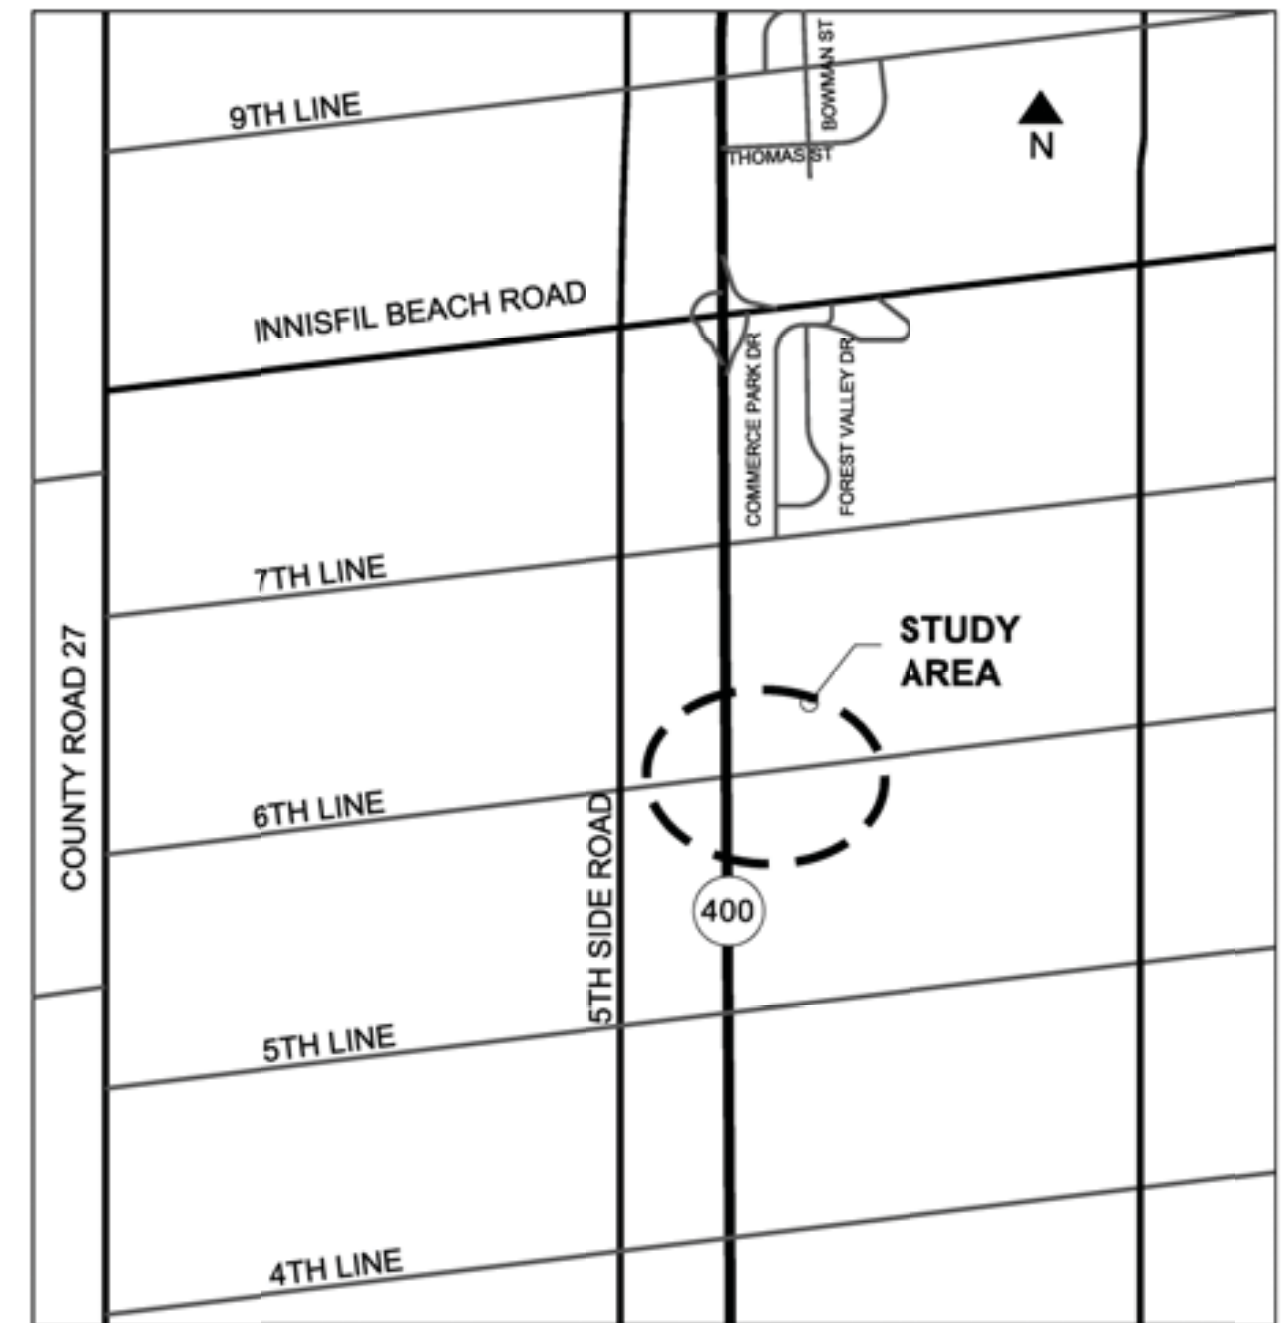 BOWMAN ST
9TH LINE
N
THOMAS ST
INNISFIL BEACH ROAD
COMMERCE PARK DR
FOREST VALLEY DR
7TH LINE
STUDY
AREA
COUNTY ROAD 27
6TH LINE
5TH SIDE ROAD
400
5TH LINE
4TH LINE